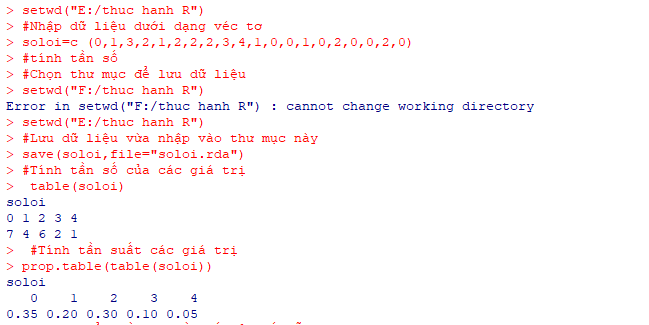 > setwd("E:/thuc hanh R")
> #Nhập dữ liệu dưới dạng véc tơ
> soloi=c (0,1,3,2,1,2,2,2,3,4,1,0,0,1,0,2,0,0,2,0)
> #tính tần số
> #Chọn thư mục để lưu dữ liệu
> setwd("F:/thuc hanh R")
Error in setwd("F:/thuc hanh R") : cannot change working directory
> setwd("E:/thuc hanh R")
> #Lưu dữ liệu vừa nhập vào thư mục này
> save(soloi,file="soloi.rda")
> #Tính tần số của các giá trị
>  table(soloi)
soloi
0 1 2 3 4
7 4 6 2 1
>  #Tính tần suất các giá trị
> prop.table(table(soloi))
soloi
   0    1    2    3    4
0.35 0.20 0.30 0.10 0.05